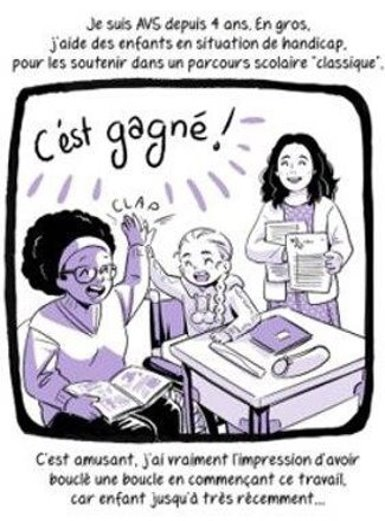 Je suis AVS depuis 4 ans. En gros,
j'aide des enfants en situation de handicap,
pour les soutenir dans un parcours scolaire "classique".
C'est gagné!
CLAP
C'est amusant, j'ai vraiment l'impression d'avoir
bouclé une boucle en commençant ce travail,
car enfant jusqu'à très récemment...